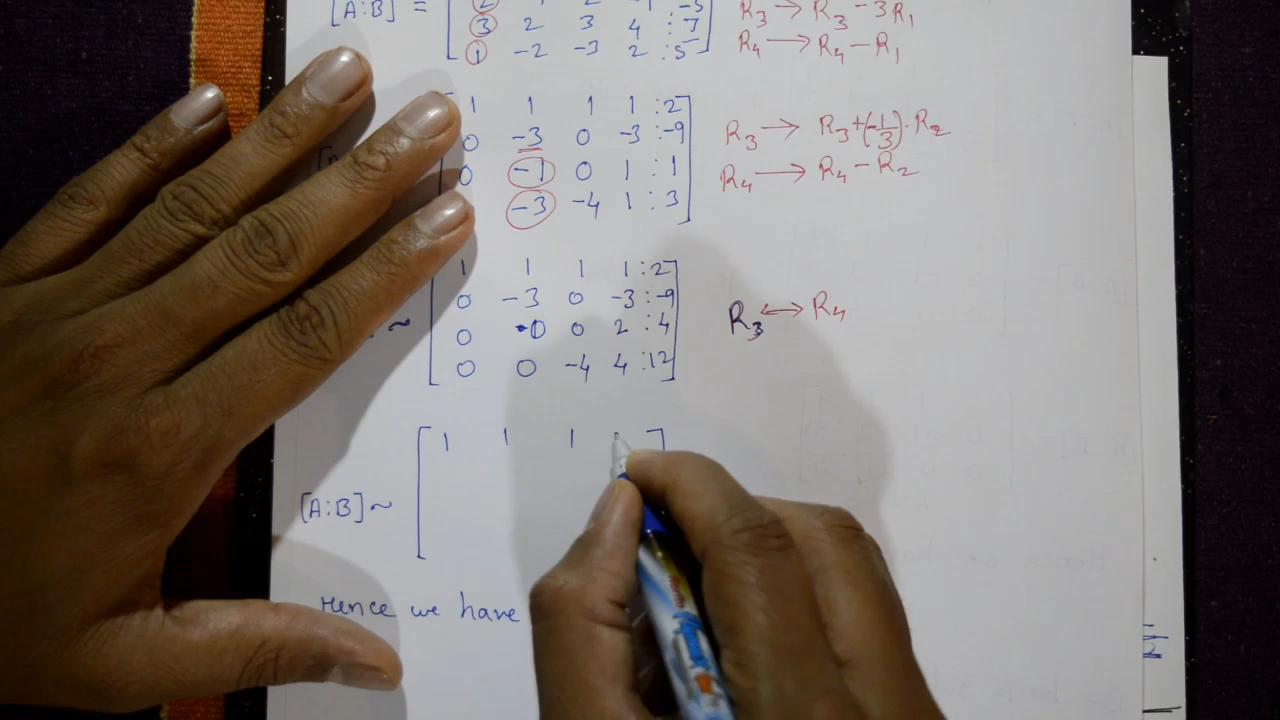 [A:B] =
3 2 3 4 : 7 R3 → R3 - 3R1
1 -2 -3 2 : 5 R4 → R4 - R1
1 1 1 1 : 2
0 -3 0 -3 : -9 R3 → R3 + (-1/3) . R2
0 -1 0 1 : 1 R4 → R4 - R2
-3 -4 1 : 3
1 1 1 1 : 2
0 -3 0 -3 : -9 R3 ↔ R4
~ 0 0 0 2 : 4
0 0 -4 4 : 12
1 1 1
[A:B] ~
Hence we have